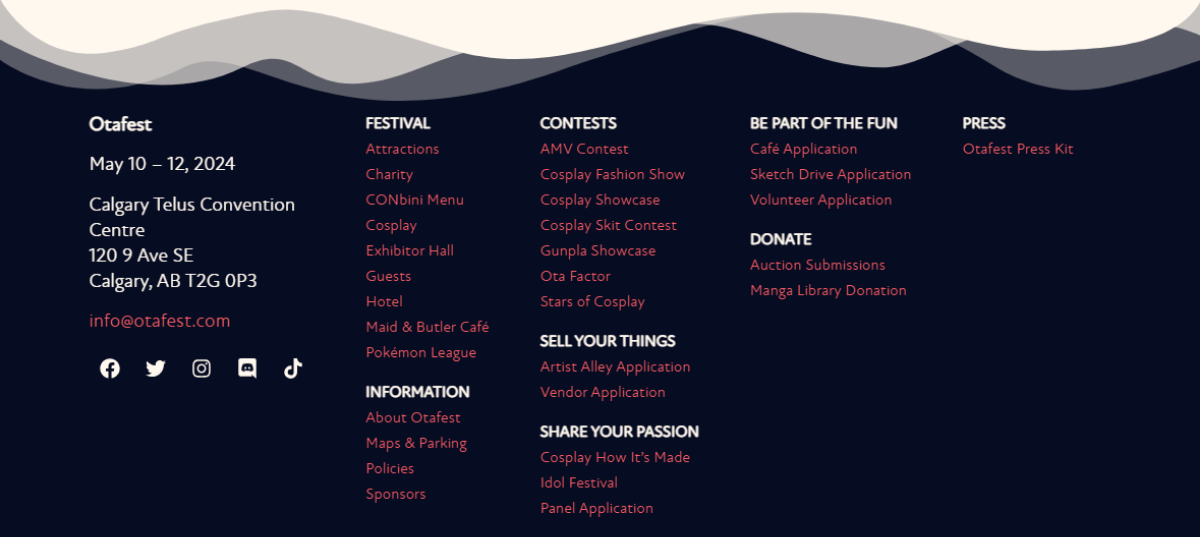 Otafest
May 10 – 12, 2024
Calgary Telus Convention
Centre
120 9 Ave SE
Calgary, AB T2G 0P3
info@otafest.com
FESTIVAL
Attractions
Charity
CONbini Menu
Cosplay
Exhibitor Hall
Guests
Hotel
Maid & Butler Café
Pokémon League
INFORMATION
About Otafest
Maps & Parking
Policies
Sponsors
CONTESTS
AMV Contest
Cosplay Fashion Show
Cosplay Showcase
Cosplay Skit Contest
Gunpla Showcase
Ota Factor
Stars of Cosplay
SELL YOUR THINGS
Artist Alley Application
Vendor Application
SHARE YOUR PASSION
Cosplay How It’s Made
Idol Festival
Panel Application
BE PART OF THE FUN
Café Application
Sketch Drive Application
Volunteer Application
DONATE
Auction Submissions
Manga Library Donation
PRESS
Otafest Press Kit